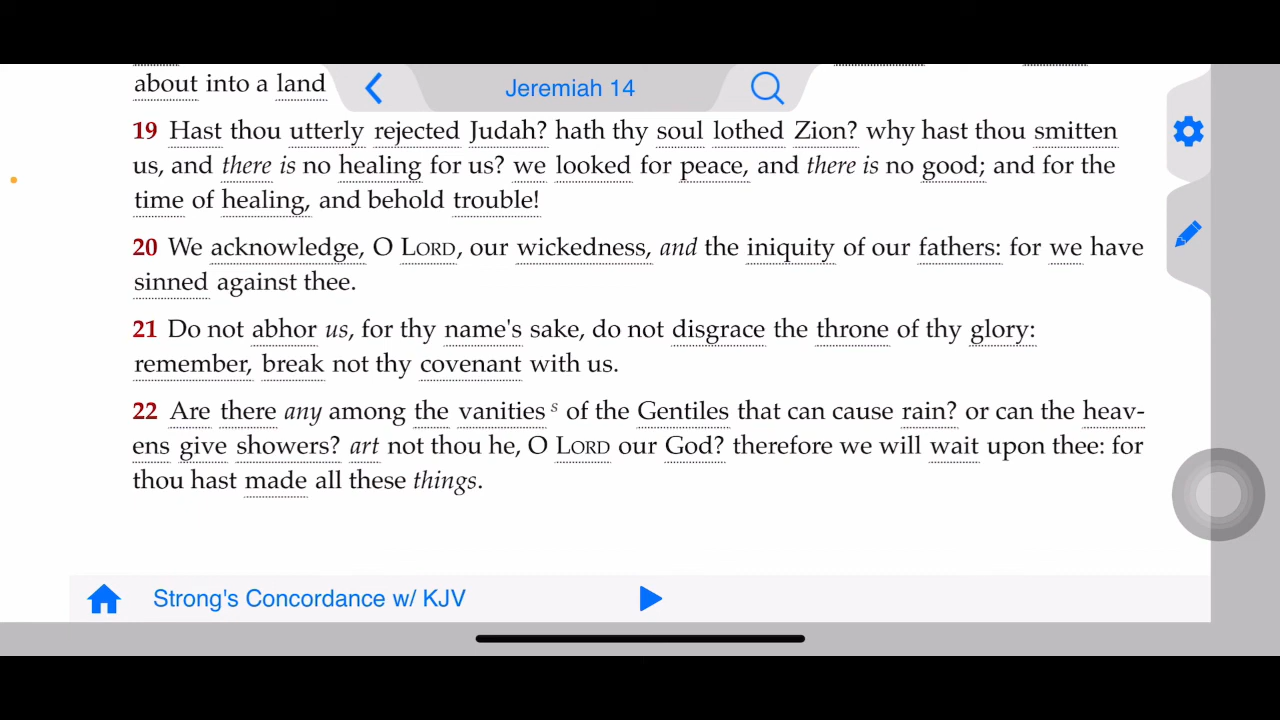 about into a land
Jeremiah 14
19 Hast thou utterly rejected Judah? hath thy soul lothed Zion? why hast thou smitten
us, and there is no healing for us? we looked for peace, and there is no good; and for the
time of healing, and behold trouble!
20 We acknowledge, O LORD, our wickedness, and the iniquity of our fathers: for we have
sinned against thee.
21 Do not abhor us, for thy name's sake, do not disgrace the throne of thy glory:
remember, break not thy covenant with us.
22 Are there any among the vanities s of the Gentiles that can cause rain? or can the heav-
ens give showers? art not thou he, O LORD our God? therefore we will wait upon thee: for
thou hast made all these things.
Strong's Concordance w/ KJV